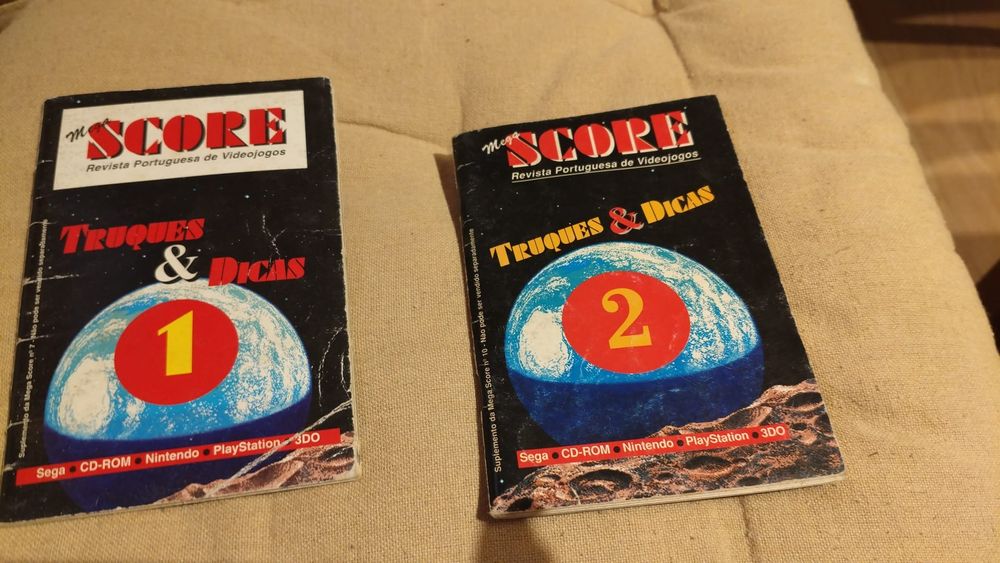 Mega SCORE
Revista Portuguesa de Videojogos
TRUQUES
& DICAS
1
Suplemento da Mega Score nº 7 - Não pode ser vendido separadamente
Sega • CD-ROM • Nintendo • PlayStation • 3DO
Mega SCORE
Revista Portuguesa de Videojogos
TRUQUES & DICAS
2
Suplemento da Mega Score nº 10 - Não pode ser vendido separadamente
Sega • CD-ROM • Nintendo • PlayStation • 3DO